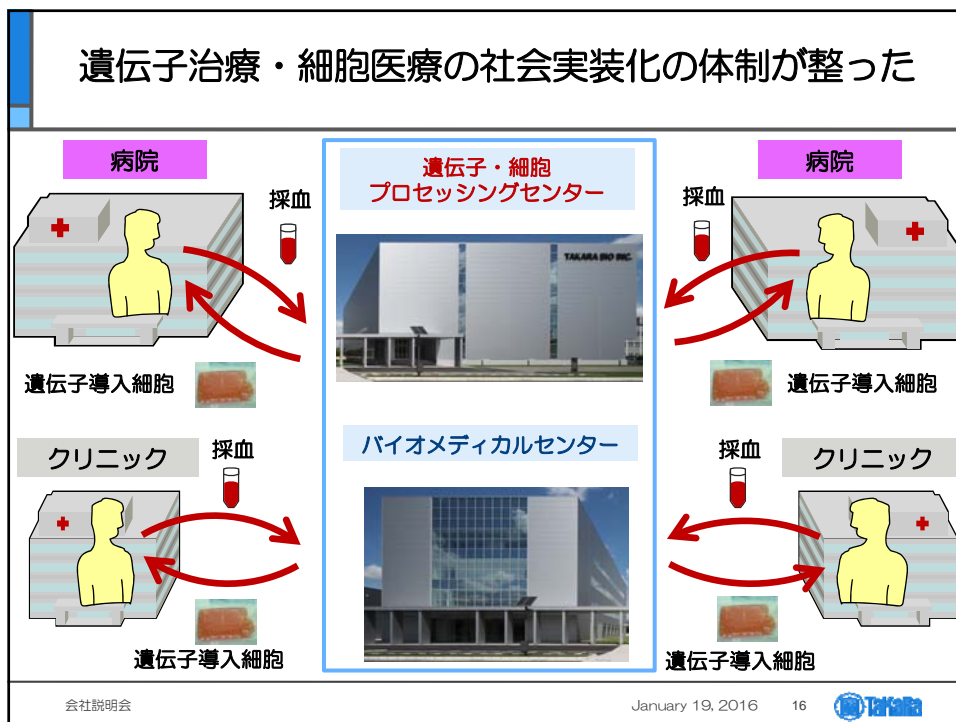 遺伝子治療・細胞医療の社会実装化の体制が整った
病院
採血
遺伝子・細胞
プロセッシングセンター
採血
病院
TAKARA BIO INC.
遺伝子導入細胞
遺伝子導入細胞
クリニック
採血
バイオメディカルセンター
採血
クリニック
遺伝子導入細胞
遺伝子導入細胞
会社説明会
January 19, 2016
16
TaKaRa